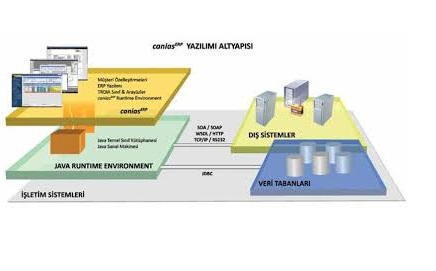 caniasERP YAZILIMI ALTYAPISI
Müşteri Özelleştirmeleri
ERP Yazılımı
TROIA Sınıf & Arayüzler
caniasERP Runtime Environment
caniasERP
Java Temel Sınıf Kütüphanesi
Java Sanal Makinesi
JAVA RUNTIME ENVIRONMENT
SOA / SOAP
WSDL / HTTP
TCP/IP / RS232
DIŞ SİSTEMLER
JDBC
VERİ TABANLARI
İŞLETİM SİSTEMLERİ